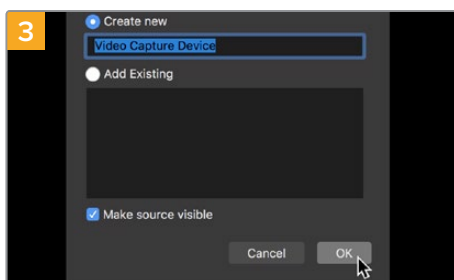 3
Create new
Video Capture Device
Add Existing
Make source visible
Cancel OK